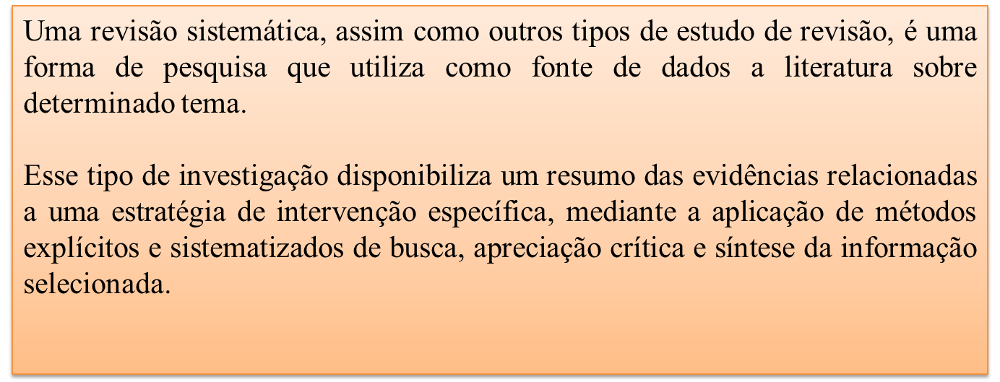 Uma revisão sistemática, assim como outros tipos de estudo de revisão, é uma
forma de pesquisa que utiliza como fonte de dados a literatura sobre
determinado tema.
Esse tipo de investigação disponibiliza um resumo das evidências relacionadas
a uma estratégia de intervenção específica, mediante a aplicação de métodos
explícitos e sistematizados de busca, apreciação crítica e síntese da informação
selecionada.